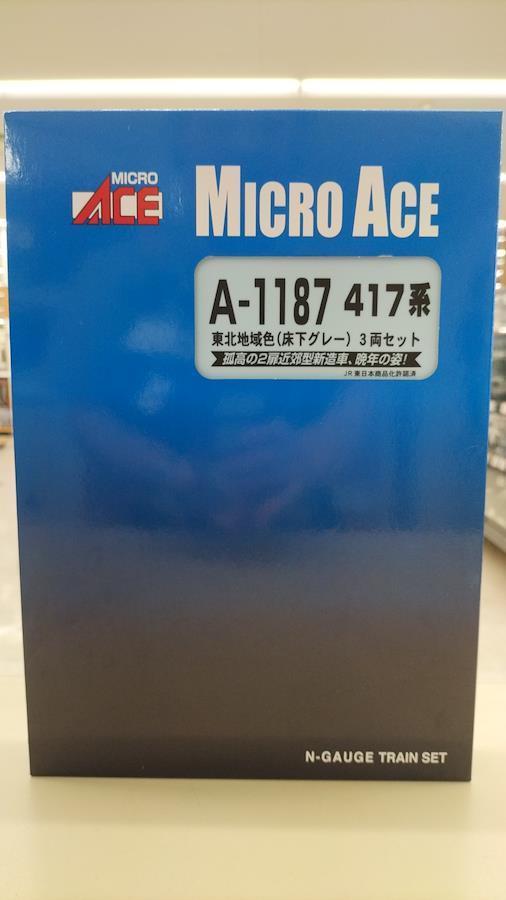 MICRO
ACE
MICRO ACE
A-1187 417系
東北地域色(床下グレー) 3両セット
孤高の2扉近郊型新造車、晩年の姿!
JR東日本商品化許諾済
N-GAUGE TRAIN SET